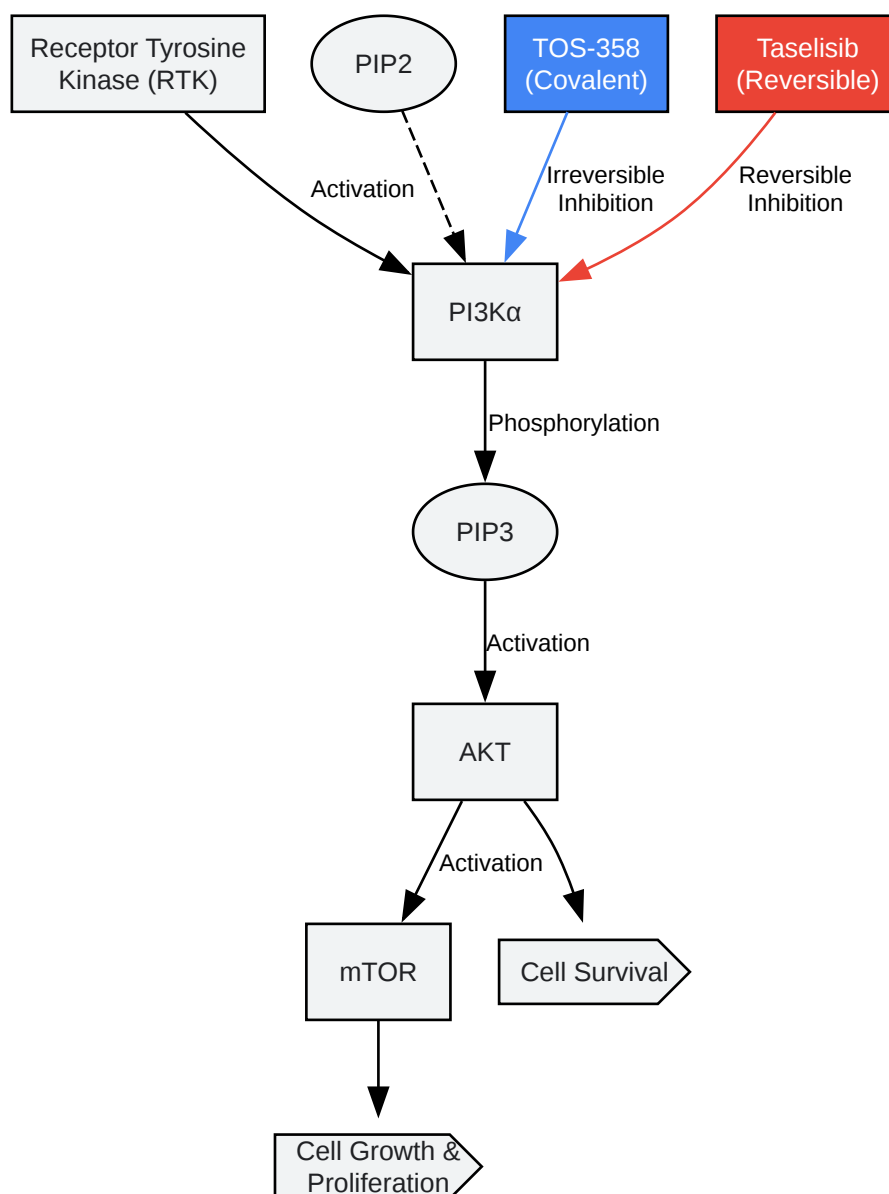 Receptor Tyrosine
Kinase (RTK)
PIP2
TOS-358
(Covalent)
Taselisib
(Reversible)
Activation
Irreversible
Inhibition
Reversible
Inhibition
PI3Kα
Phosphorylation
PIP3
Activation
AKT
Activation
mTOR
Cell Survival
Cell Growth &
Proliferation